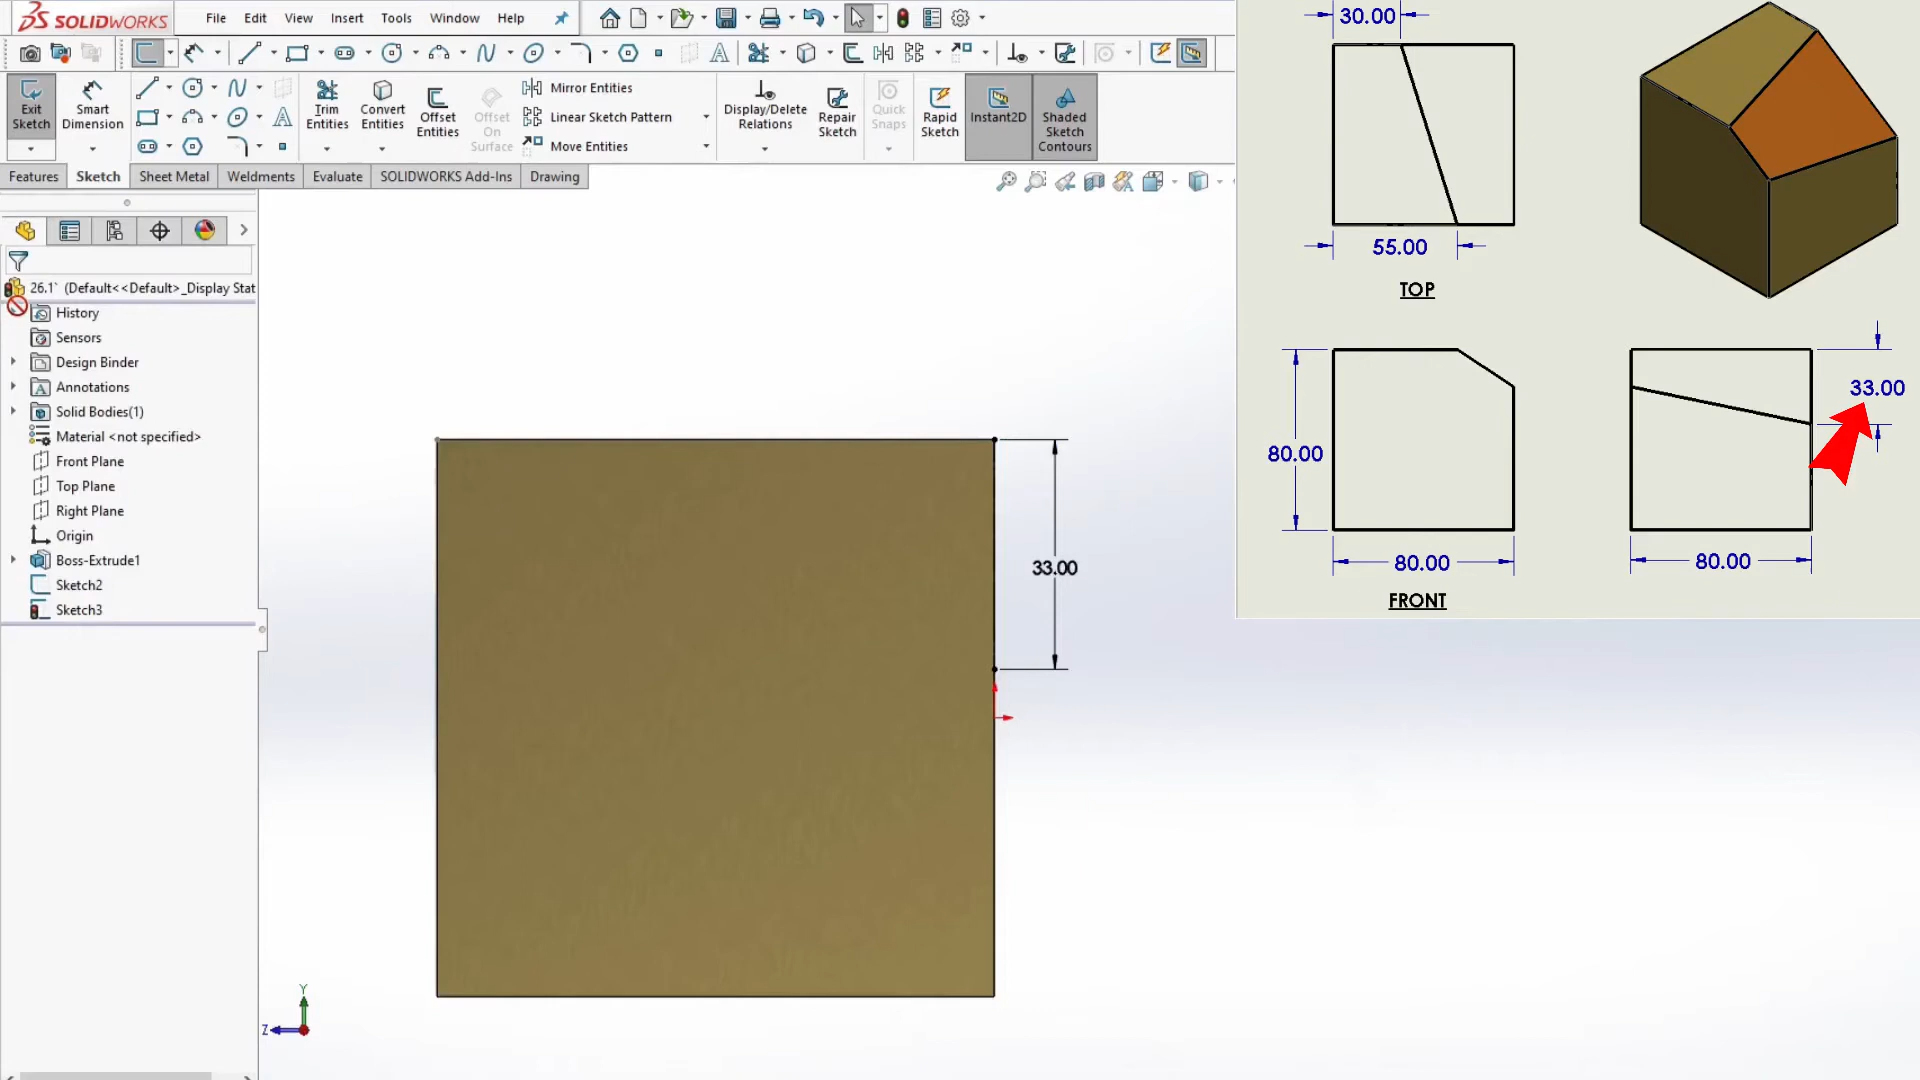 SOLIDWORKS
File Edit View Insert Tools Window Help
Exit Sketch
Smart Dimension
Trim Entities
Convert Entities
Offset Entities
Offset On Surface
Mirror Entities
Linear Sketch Pattern
Move Entities
Display/Delete Relations
Repair Sketch
Quick Snaps
Rapid Sketch
Instant2D
Shaded Sketch Contours
Features Sketch Sheet Metal Weldments Evaluate SOLIDWORKS Add-Ins Drawing
26.1` (Default<<Default>_Display Stat
History
Sensors
Design Binder
Annotations
Solid Bodies(1)
Material <not specified>
Front Plane
Top Plane
Right Plane
Origin
Boss-Extrude1
Sketch2
Sketch3
33.00
Y
Z
30.00
55.00
TOP
33.00
80.00
80.00
80.00
FRONT